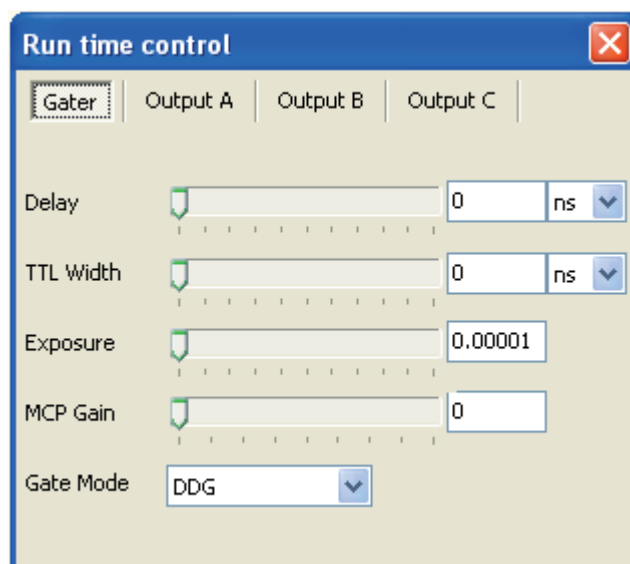 Run time control
Gater Output A Output B Output C
Delay 0 ns
TTL Width 0 ns
Exposure 0.00001
MCP Gain 0
Gate Mode DDG